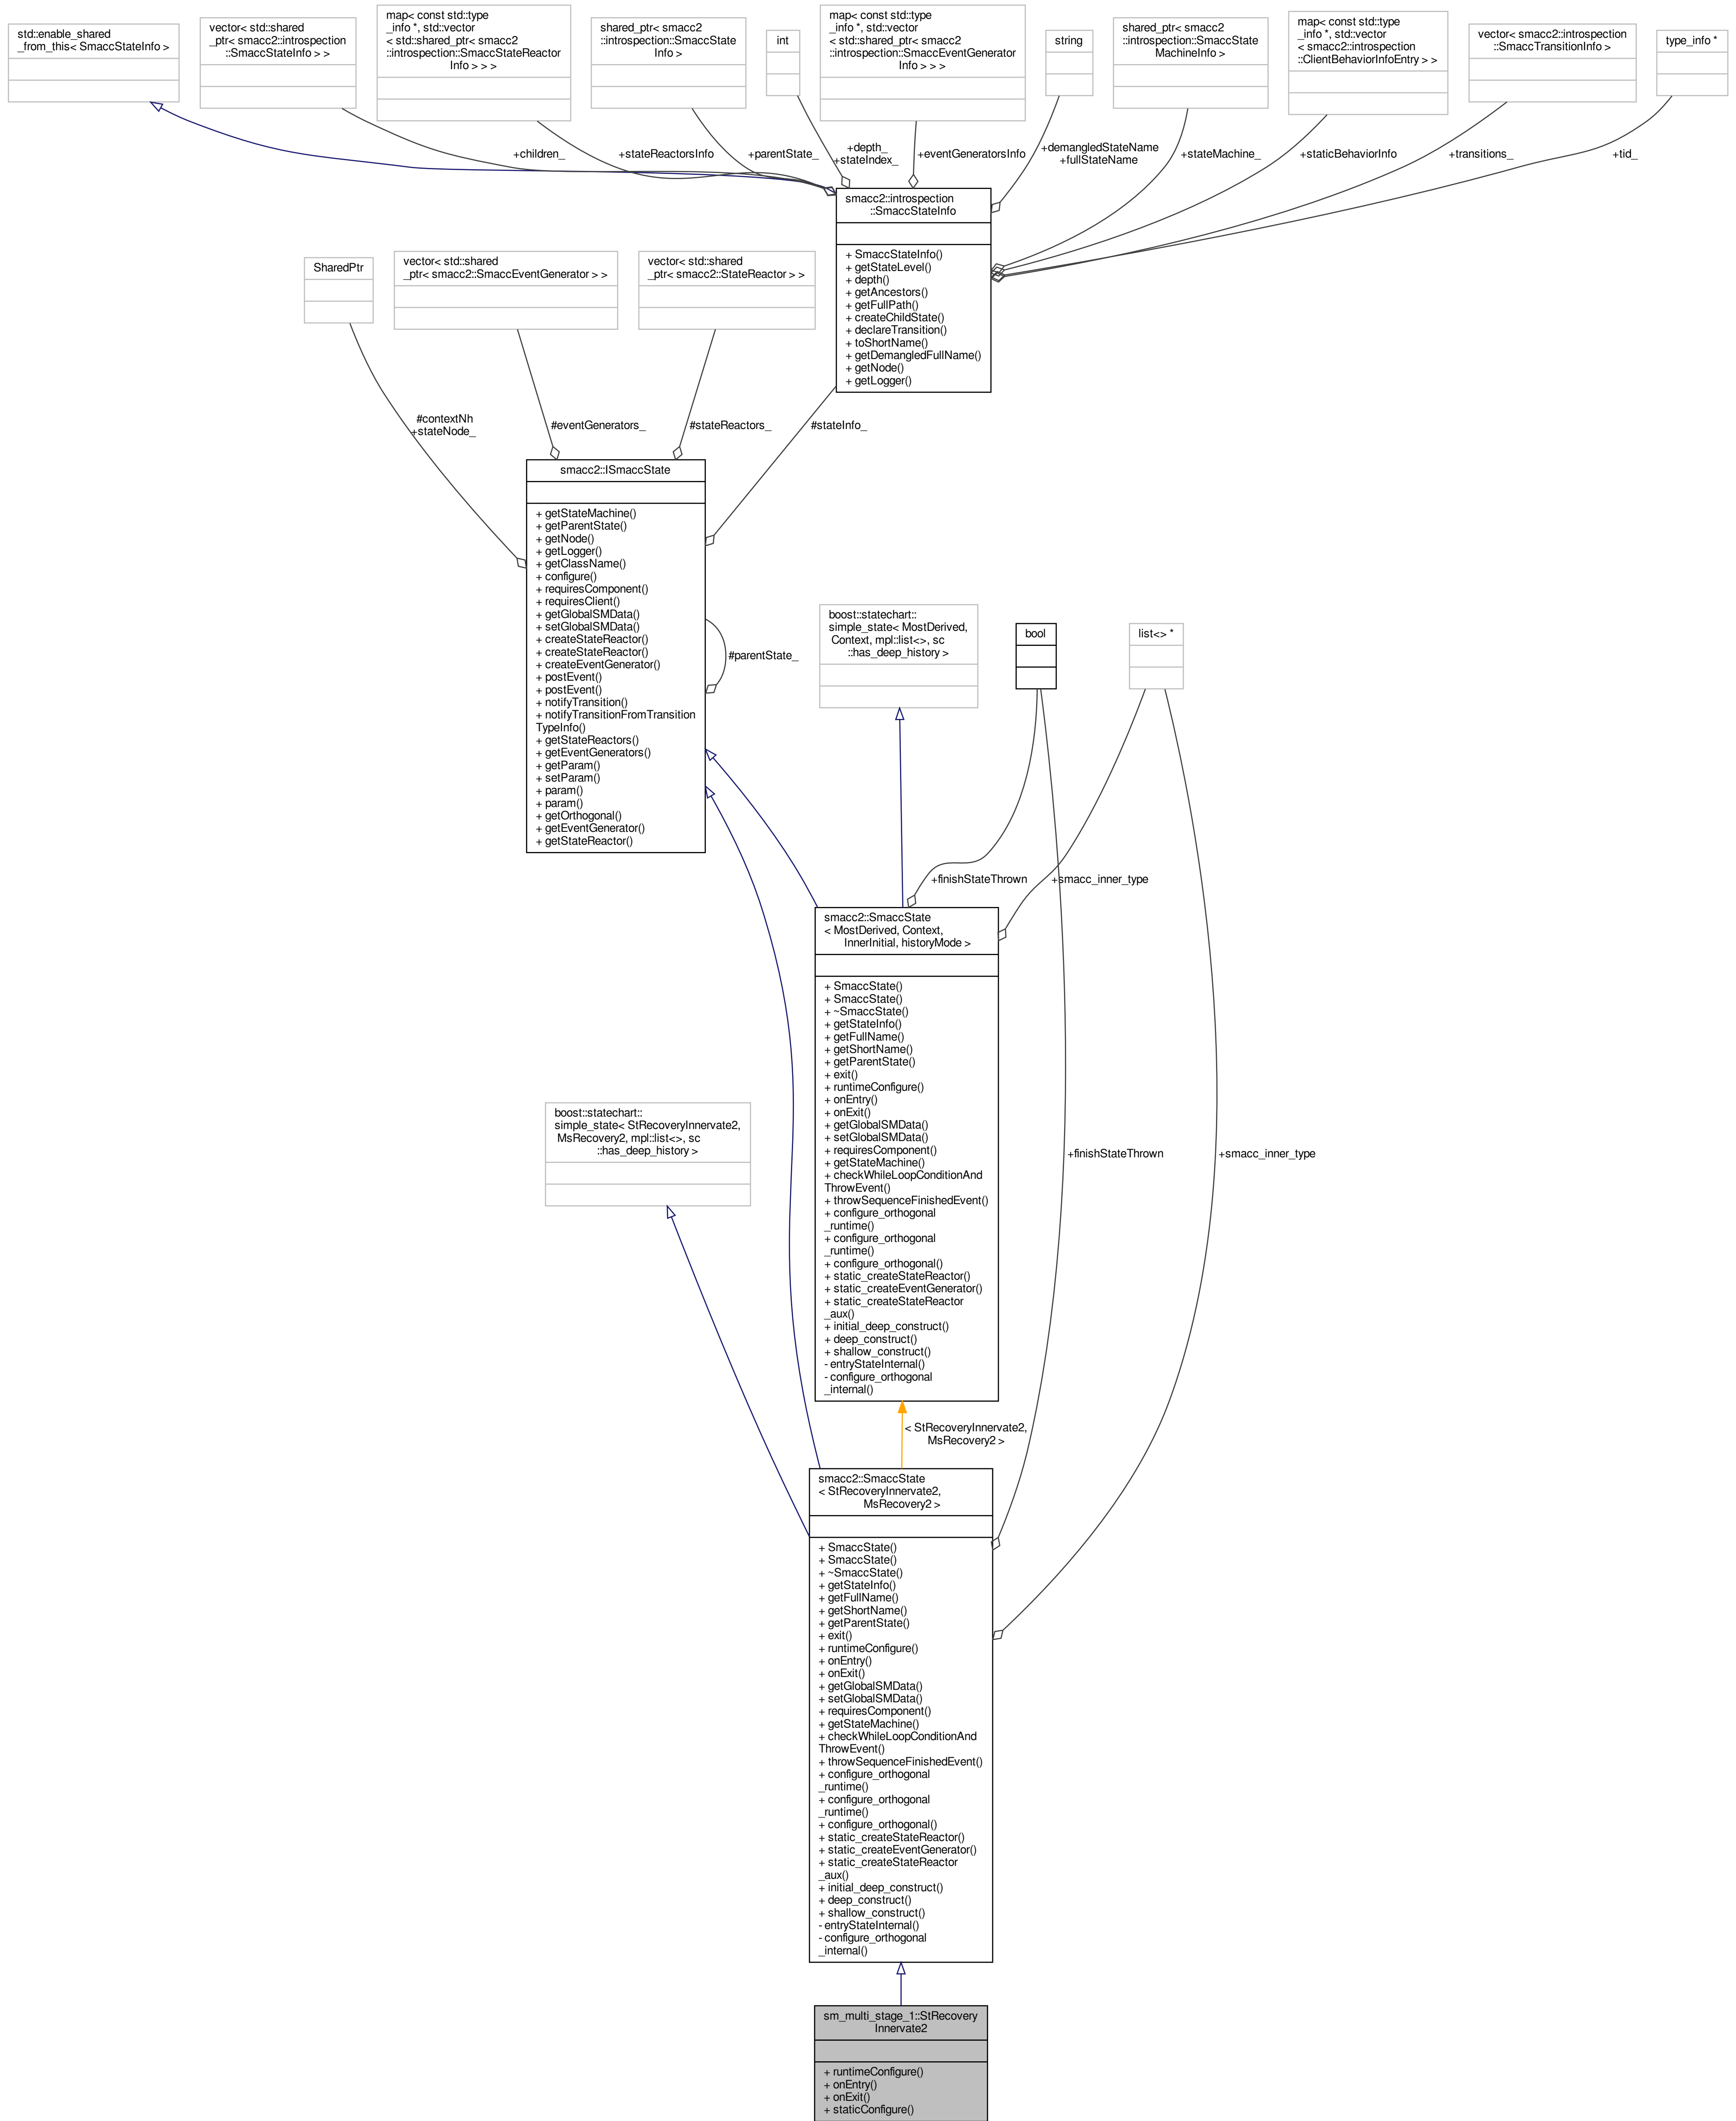 std::enable_shared
_from_this< SmaccStateInfo >
vector< std::shared
_ptr< smacc2::introspection
::SmaccStateInfo > >
map< const std::type
_info *, std::vector
< std::shared_ptr< smacc2
::introspection::SmaccStateReactor
Info > > >
shared_ptr< smacc2
::introspection::SmaccState
Info >
int
map< const std::type
_info *, std::vector
< std::shared_ptr< smacc2
::introspection::SmaccEventGenerator
Info > > >
string
shared_ptr< smacc2
::introspection::SmaccState
MachineInfo >
map< const std::type
_info *, std::vector
< smacc2::introspection
::ClientBehaviorInfoEntry > >
vector< smacc2::introspection
::SmaccTransitionInfo >
type_info *
+children_
+stateReactorsInfo
+parentState_
+depth_
+stateIndex_
+eventGeneratorsInfo
+demangledStateName
+fullStateName
+stateMachine_
+staticBehaviorInfo
+transitions_
+tid_
smacc2::introspection
::SmaccStateInfo
+ SmaccStateInfo()
+ getStateLevel()
+ depth()
+ getAncestors()
+ getFullPath()
+ createChildState()
+ declareTransition()
+ toShortName()
+ getDemangledFullName()
+ getNode()
+ getLogger()
SharedPtr
vector< std::shared
_ptr< smacc2::SmaccEventGenerator > >
vector< std::shared
_ptr< smacc2::StateReactor > >
#contextNh
+stateNode_
#eventGenerators_
#stateReactors_
#stateInfo_
smacc2::ISmaccState
+ getStateMachine()
+ getParentState()
+ getNode()
+ getLogger()
+ getClassName()
+ configure()
+ requiresComponent()
+ requiresClient()
+ getGlobalSMData()
+ setGlobalSMData()
+ createStateReactor()
+ createStateReactor()
+ createEventGenerator()
+ postEvent()
+ postEvent()
+ notifyTransition()
+ notifyTransitionFromTransition
TypeInfo()
+ getStateReactors()
+ getEventGenerators()
+ getParam()
+ setParam()
+ param()
+ param()
+ getOrthogonal()
+ getEventGenerator()
+ getStateReactor()
#parentState_
boost::statechart::
simple_state< MostDerived,
Context, mpl::list<>, sc
::has_deep_history >
bool
list<> *
+finishStateThrown
+smacc_inner_type
smacc2::SmaccState
< MostDerived, Context,
InnerInitial, historyMode >
+ SmaccState()
+ SmaccState()
+ ~SmaccState()
+ getStateInfo()
+ getFullName()
+ getShortName()
+ getParentState()
+ exit()
+ runtimeConfigure()
+ onEntry()
+ onExit()
+ getGlobalSMData()
+ setGlobalSMData()
+ requiresComponent()
+ getStateMachine()
+ checkWhileLoopConditionAnd
ThrowEvent()
+ throwSequenceFinishedEvent()
+ configure_orthogonal
_runtime()
+ configure_orthogonal
_runtime()
+ configure_orthogonal()
+ static_createStateReactor()
+ static_createEventGenerator()
+ static_createStateReactor
_aux()
+ initial_deep_construct()
+ deep_construct()
+ shallow_construct()
- entryStateInternal()
- configure_orthogonal
_internal()
boost::statechart::
simple_state< StRecoveryInnervate2,
MsRecovery2, mpl::list<>, sc
::has_deep_history >
+finishStateThrown
+smacc_inner_type
< StRecoveryInnervate2,
MsRecovery2 >
smacc2::SmaccState
< StRecoveryInnervate2,
MsRecovery2 >
+ SmaccState()
+ SmaccState()
+ ~SmaccState()
+ getStateInfo()
+ getFullName()
+ getShortName()
+ getParentState()
+ exit()
+ runtimeConfigure()
+ onEntry()
+ onExit()
+ getGlobalSMData()
+ setGlobalSMData()
+ requiresComponent()
+ getStateMachine()
+ checkWhileLoopConditionAnd
ThrowEvent()
+ throwSequenceFinishedEvent()
+ configure_orthogonal
_runtime()
+ configure_orthogonal
_runtime()
+ configure_orthogonal()
+ static_createStateReactor()
+ static_createEventGenerator()
+ static_createStateReactor
_aux()
+ initial_deep_construct()
+ deep_construct()
+ shallow_construct()
- entryStateInternal()
- configure_orthogonal
_internal()
sm_multi_stage_1::StRecovery
Innervate2
+ runtimeConfigure()
+ onEntry()
+ onExit()
+ staticConfigure()